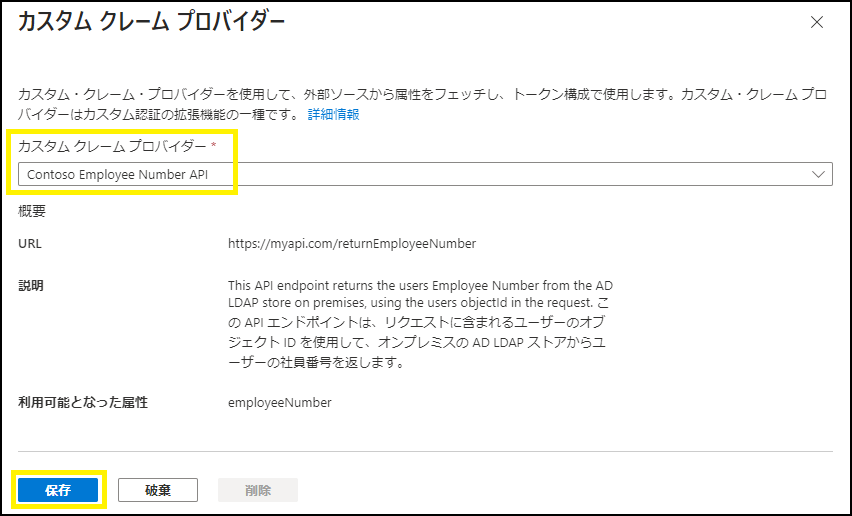 カスタム クレーム プロバイダー
カスタム・クレーム・プロバイダーを使用して、外部ソースから属性をフェッチし、トークン構成で使用します。カスタム・クレーム プロ
バイダーはカスタム認証の拡張機能の一種です。 詳細情報
カスタム クレーム プロバイダー *
Contoso Employee Number API
概要
URL https://myapi.com/returnEmployeeNumber
説明 This API endpoint returns the users Employee Number from the AD
LDAP store on premises, using the users objectId in the request. こ
の API エンドポイントは、リクエストに含まれるユーザーのオブ
ジェクト ID を使用して、オンプレミスの AD LDAP ストアからユ
ーザーの社員番号を返します。
利用可能となった属性 employeeNumber
保存 破棄 削除